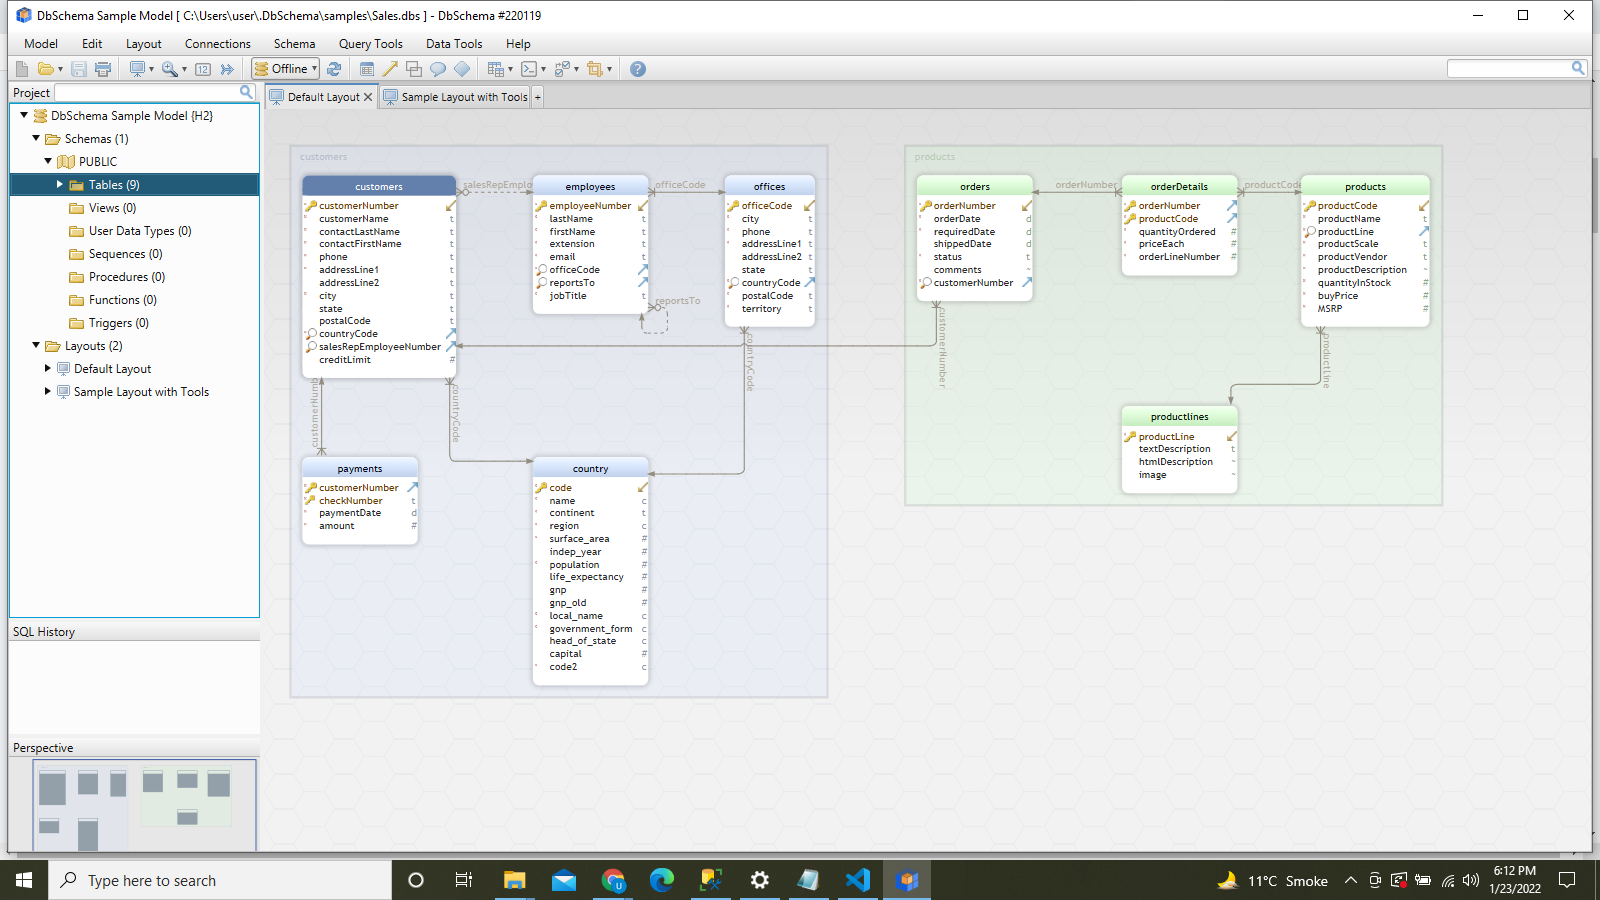 DbSchema Sample Model [ C:\Users\user\.DbSchema\samples\Sales.dbs ] - DbSchema #220119
Model Edit Layout Connections Schema Query Tools Data Tools Help
12 Offline
Project
Default Layout
Sample Layout with Tools
+
DbSchema Sample Model {H2}
Schemas (1)
PUBLIC
Tables (9)
Views (0)
User Data Types (0)
Sequences (0)
Procedures (0)
Functions (0)
Triggers (0)
Layouts (2)
Default Layout
Sample Layout with Tools
SQL History
Perspective
customers
customers
customerNumber
customerName t
contactLastName t
contactFirstName t
phone t
addressLine1 t
addressLine2 t
city t
state t
postalCode t
countryCode
salesRepEmployeeNumber
creditLimit #
salesRepEmplo
employees
employeeNumber
lastName t
firstName t
extension t
email t
officeCode
reportsTo
jobTitle t
officeCode
reportsTo
offices
officeCode
city t
phone t
addressLine1 t
addressLine2 t
state t
countryCode
postalCode t
territory t
customerNumb
countryCode
countryCode
payments
customerNumber
checkNumber t
paymentDate d
amount #
country
code
name c
continent t
region c
surface_area #
indep_year #
population #
life_expectancy #
gnp #
gnp_old #
local_name c
government_form c
head_of_state c
capital #
code2 c
products
orders
orderNumber
orderDate d
requiredDate d
shippedDate d
status t
comments ~
customerNumber
customerNumber
orderNumber
orderDetails
orderNumber
productCode
quantityOrdered #
priceEach #
orderLineNumber #
productCode
products
productCode
productName t
productLine
productScale t
productVendor t
productDescription ~
quantityInStock #
buyPrice #
MSRP #
productLine
productlines
productLine
textDescription t
htmlDescription ~
image ~
Type here to search
11°C Smoke
6:12 PM
1/23/2022